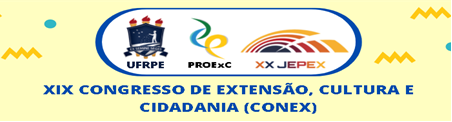 UFRPE PROExC XX JEPEX
XIX CONGRESSO DE EXTENSÃO, CULTURA E
CIDADANIA (CONEX)